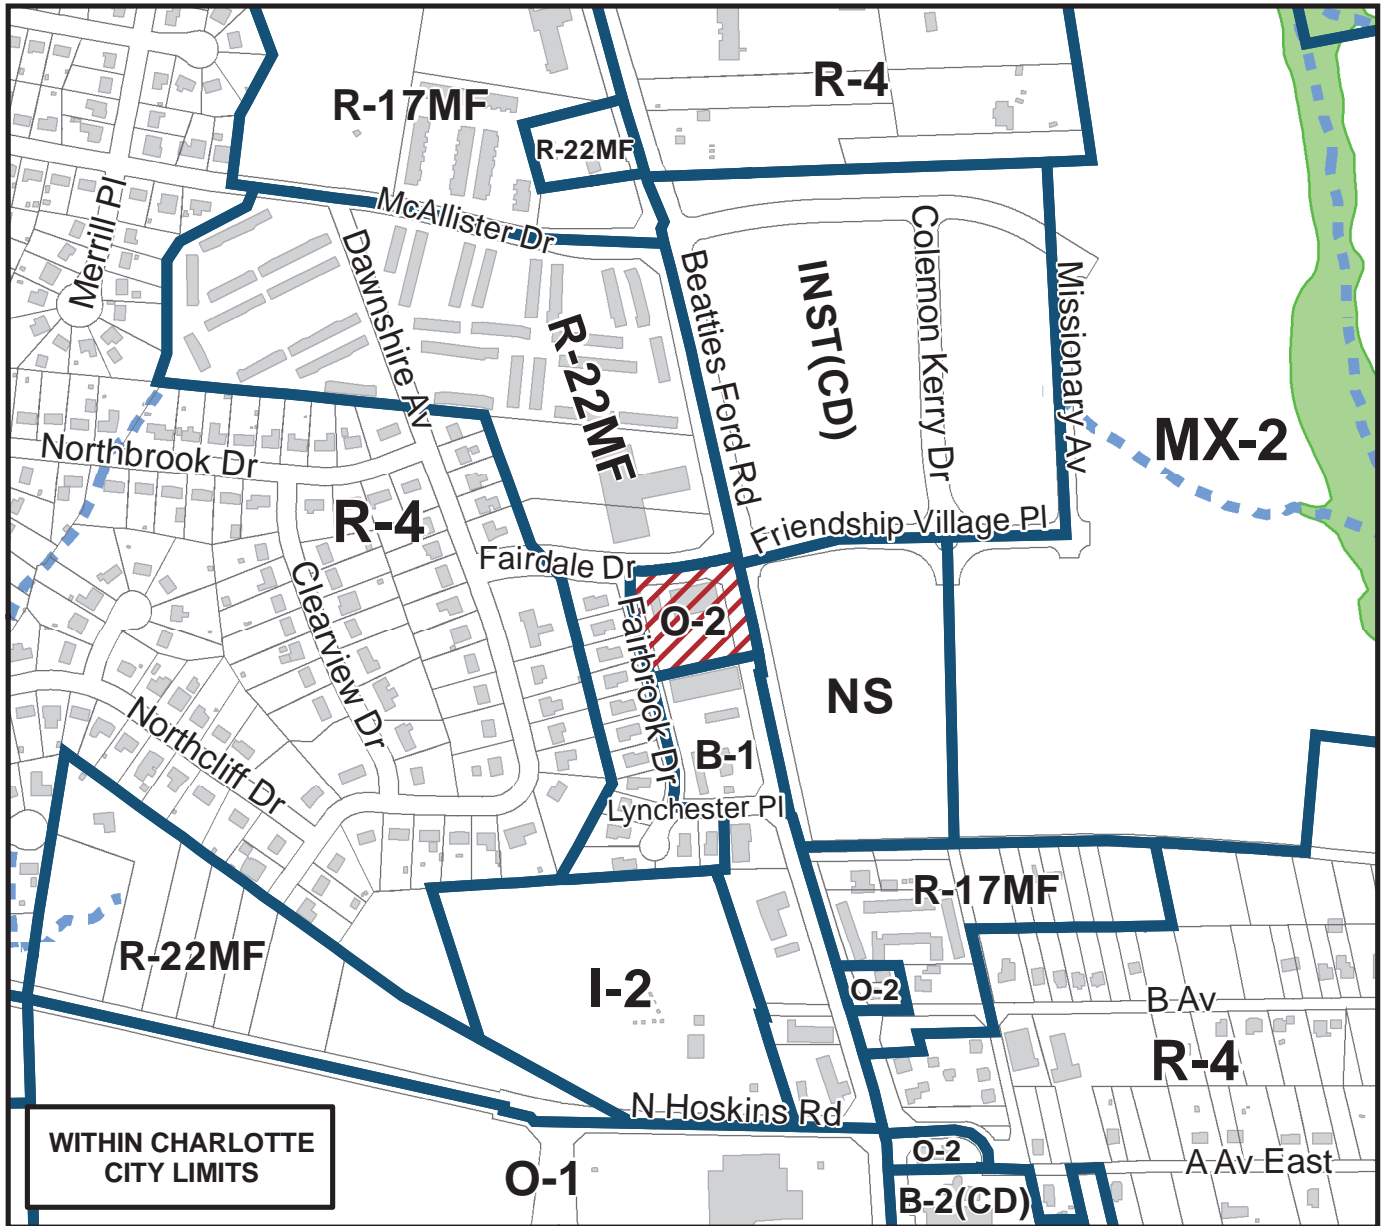 R-4
R-17MF
R-22MF
Merrill Pl
McAllister Dr
Dawnshire Av
Beatties Ford Rd
INST(CD)
Colemon Kerry Dr
Missionary Av
R-22MF
MX-2
Northbrook Dr
R-4
Friendship Village Pl
Fairdale Dr
Clearview Dr
Fairbrook Dr
O-2
NS
Northcliff Dr
B-1
Lynchester Pl
R-17MF
R-22MF
I-2
O-2
B Av
R-4
N Hoskins Rd
WITHIN CHARLOTTE
CITY LIMITS
O-1
O-2
A Av East
B-2(CD)